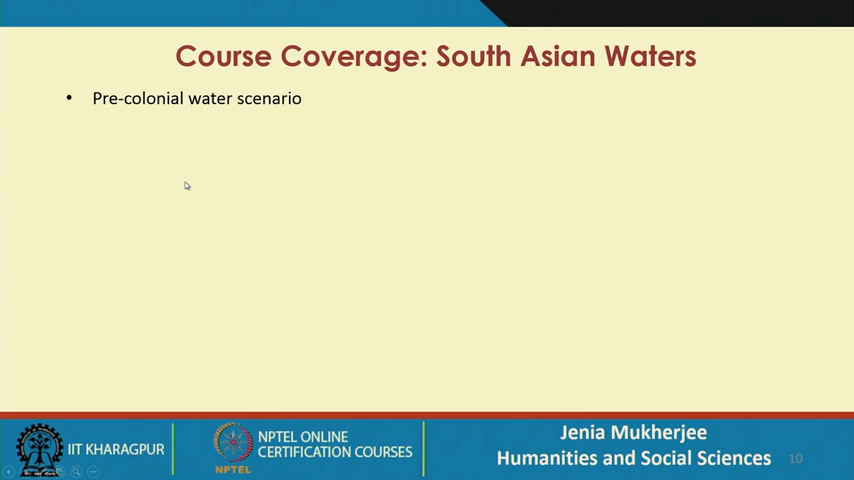 Course Coverage: South Asian Waters
• Pre-colonial water scenario
IIT KHARAGPUR
NPTEL
NPTEL ONLINE
CERTIFICATION COURSES
Jenia Mukherjee
Humanities and Social Sciences
10